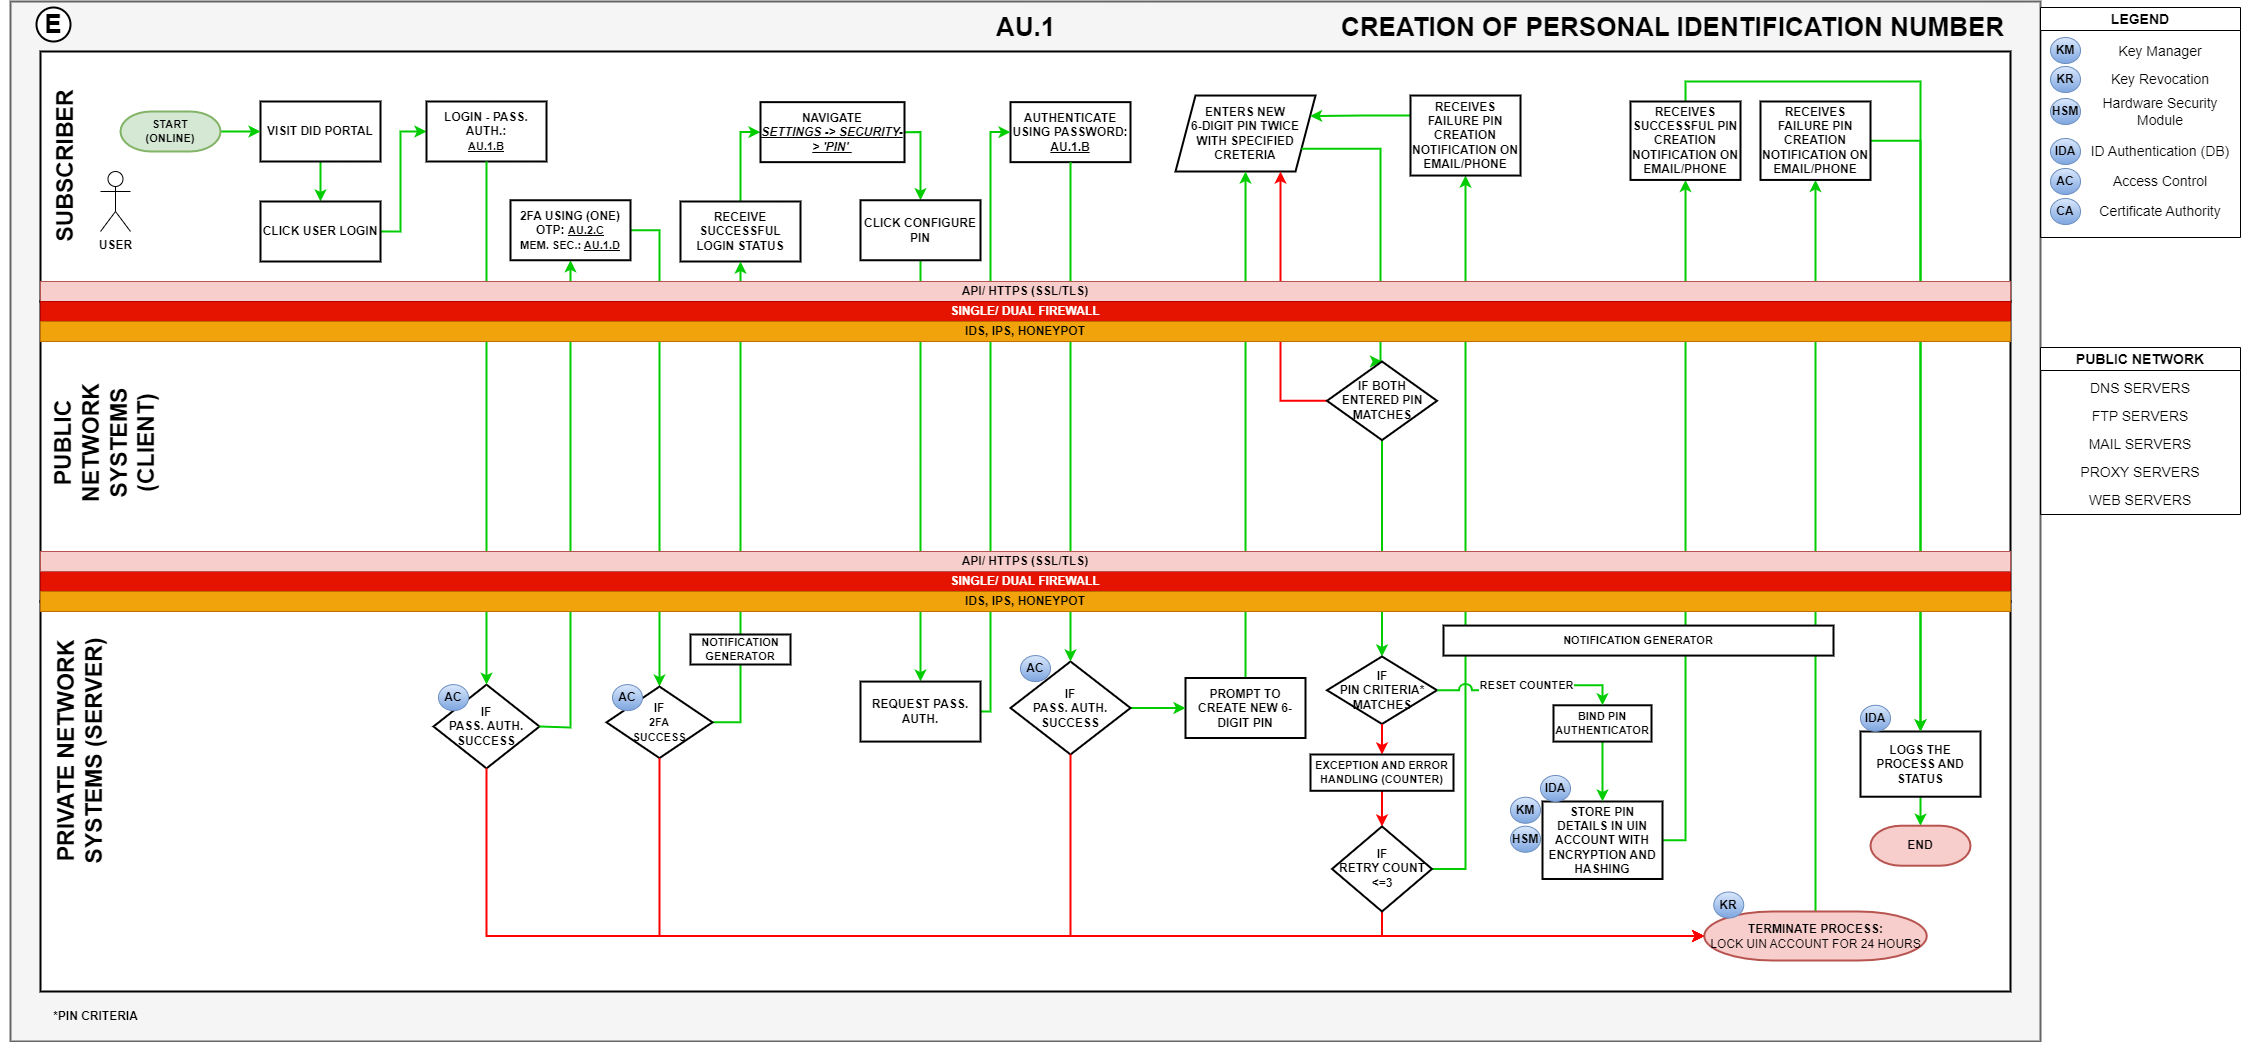 E
AU.1
CREATION OF PERSONAL IDENTIFICATION NUMBER
SUBSCRIBER
START
(ONLINE)
USER
VISIT DID PORTAL
CLICK USER LOGIN
LOGIN - PASS.
AUTH.:
AU.1.B
2FA USING (ONE)
OTP: AU.2.C
MEM. SEC.: AU.1.D
RECEIVE
SUCCESSFUL
LOGIN STATUS
NAVIGATE
SETTINGS -> SECURITY-
> 'PIN'
CLICK CONFIGURE
PIN
AUTHENTICATE
USING PASSWORD:
AU.1.B
ENTERS NEW
6-DIGIT PIN TWICE
WITH SPECIFIED
CRETERIA
RECEIVES
FAILURE PIN
CREATION
NOTIFICATION ON
EMAIL/PHONE
RECEIVES
SUCCESSFUL PIN
CREATION
NOTIFICATION ON
EMAIL/PHONE
RECEIVES
FAILURE PIN
CREATION
NOTIFICATION ON
EMAIL/PHONE
API/ HTTPS (SSL/TLS)
SINGLE/ DUAL FIREWALL
IDS, IPS, HONEYPOT
PUBLIC
NETWORK
SYSTEMS
(CLIENT)
IF BOTH
ENTERED PIN
MATCHES
API/ HTTPS (SSL/TLS)
SINGLE/ DUAL FIREWALL
IDS, IPS, HONEYPOT
PRIVATE NETWORK
SYSTEMS (SERVER)
AC
IF
PASS. AUTH.
SUCCESS
AC
IF
2FA
SUCCESS
NOTIFICATION
GENERATOR
REQUEST PASS.
AUTH.
AC
IF
PASS. AUTH.
SUCCESS
PROMPT TO
CREATE NEW 6-
DIGIT PIN
IF
PIN CRITERIA*
MATCHES
EXCEPTION AND ERROR
HANDLING (COUNTER)
IF
RETRY COUNT
<=3
NOTIFICATION GENERATOR
RESET COUNTER
BIND PIN
AUTHENTICATOR
IDA
KM
HSM
STORE PIN
DETAILS IN UIN
ACCOUNT WITH
ENCRYPTION AND
HASHING
IDA
LOGS THE
PROCESS AND
STATUS
END
KR
TERMINATE PROCESS:
LOCK UIN ACCOUNT FOR 24 HOURS
*PIN CRITERIA
LEGEND
KM Key Manager
KR Key Revocation
HSM Hardware Security
Module
IDA ID Authentication (DB)
AC Access Control
CA Certificate Authority
PUBLIC NETWORK
DNS SERVERS
FTP SERVERS
MAIL SERVERS
PROXY SERVERS
WEB SERVERS